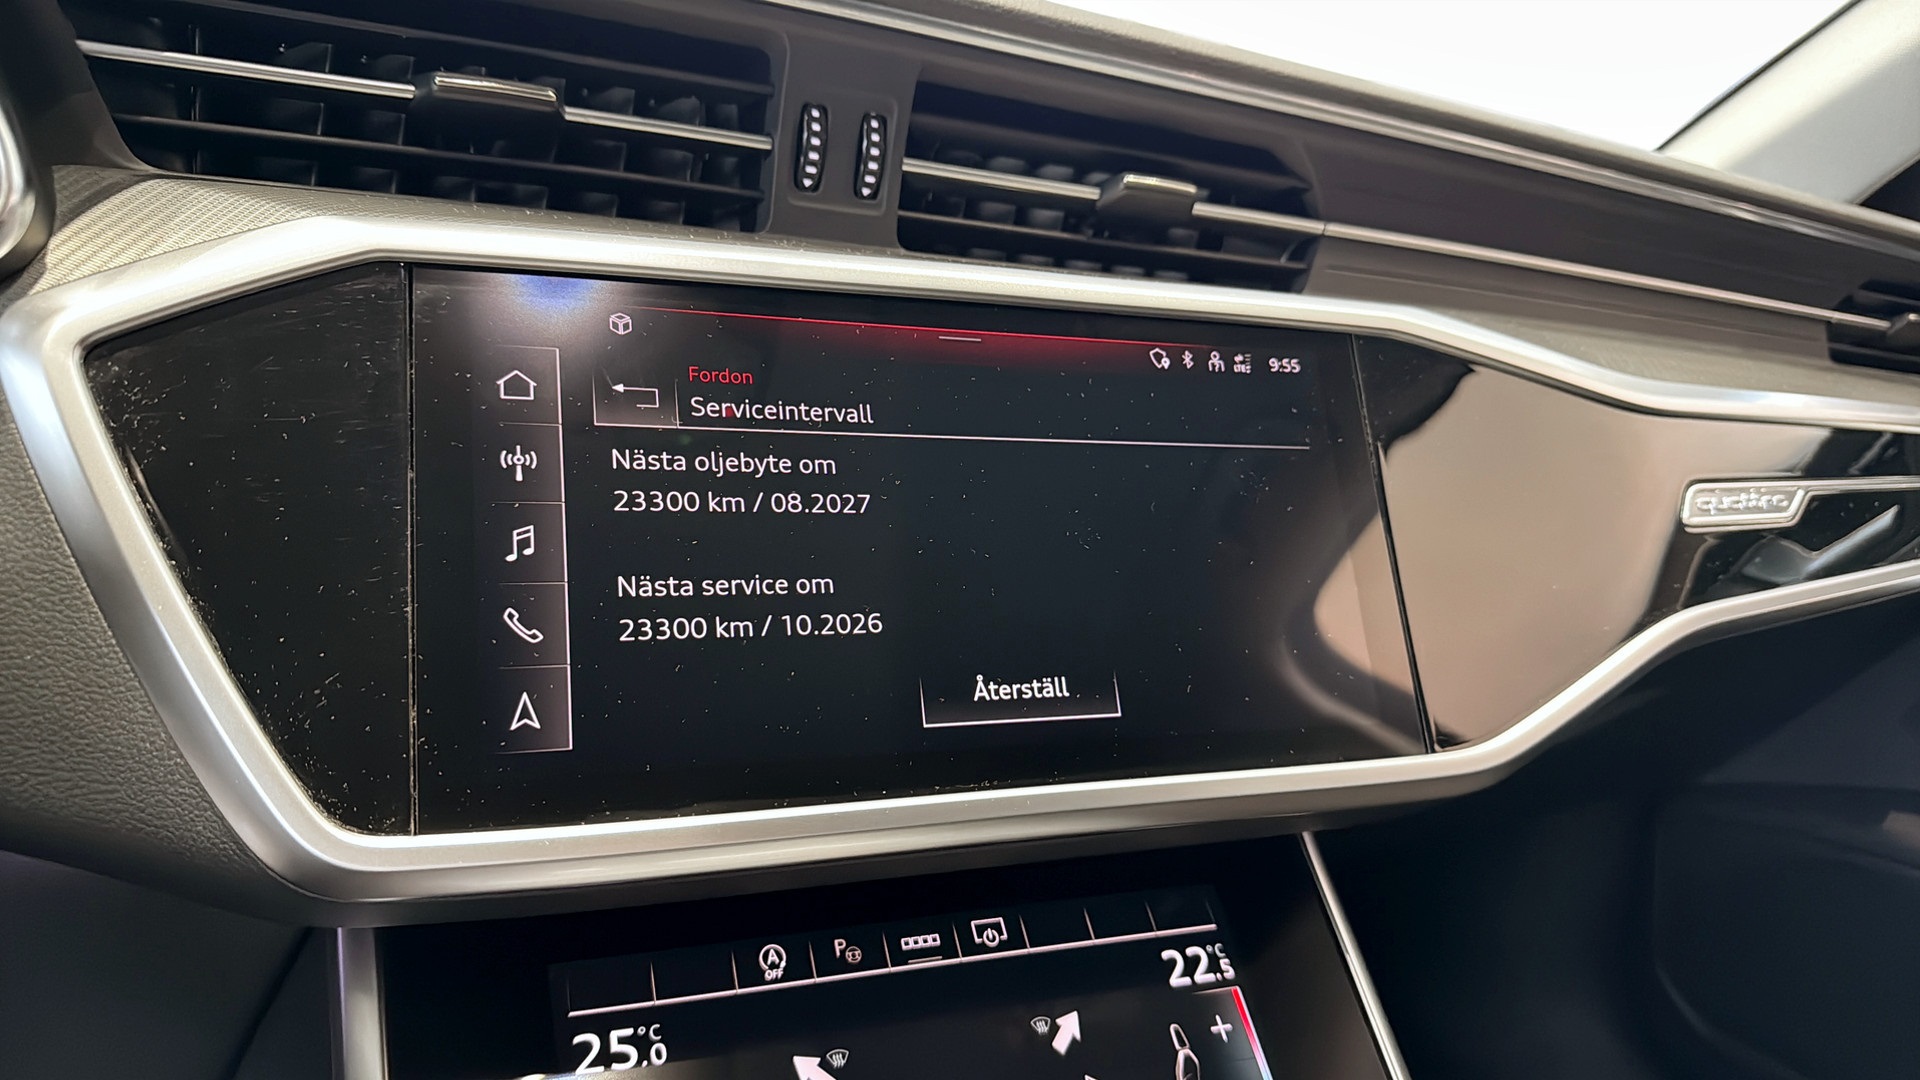 9:55
Fordon
Serviceintervall
Nästa oljebyte om
23300 km / 08.2027
Nästa service om
23300 km / 10.2026
Återställ
quattro
A
OFF
P
22.5°C
25.0°C
+